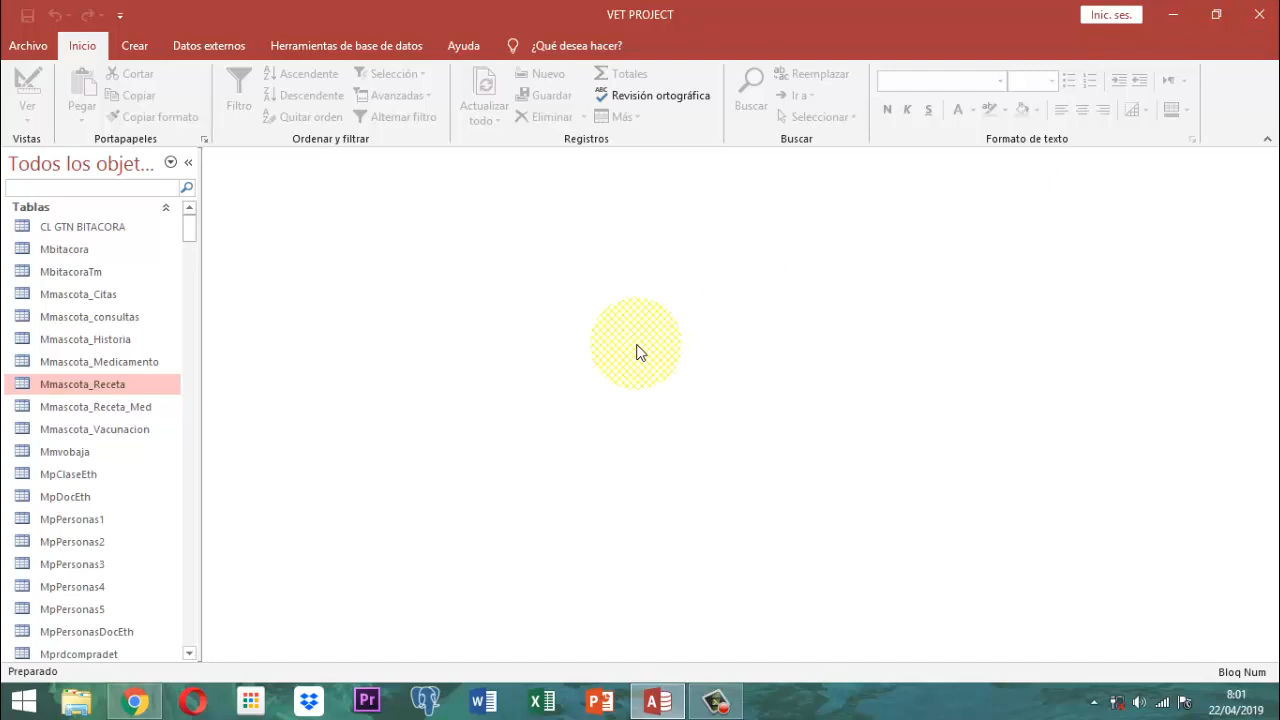 VET PROJECT
Inic. ses.
Archivo
Inicio
Crear
Datos externos
Herramientas de base de datos
Ayuda
¿Qué desea hacer?
Ver
Pegar
Cortar
Copiar
Copiar formato
Filtro
Ascendente
Descendente
Quitar orden
Selección
Avanzadas
Alternar filtro
Actualizar todo
Nuevo
Guardar
Eliminar
Totales
ABC Revisión ortográfica
Más
Buscar
Reemplazar
Ir a
Seleccionar
N K S
A
Vistas
Portapapeles
Ordenar y filtrar
Registros
Buscar
Formato de texto
Todos los objet...
Tablas
CL GTN BITACORA
Mbitacora
MbitacoraTm
Mmascota_Citas
Mmascota_consultas
Mmascota_Historia
Mmascota_Medicamento
Mmascota_Receta
Mmascota_Receta_Med
Mmascota_Vacunacion
Mmvobaja
MpClaseEth
MpDocEth
MpPersonas1
MpPersonas2
MpPersonas3
MpPersonas4
MpPersonas5
MpPersonasDocEth
Mprdcompradet
Preparado
Bloq Num
8:01
22/04/2019